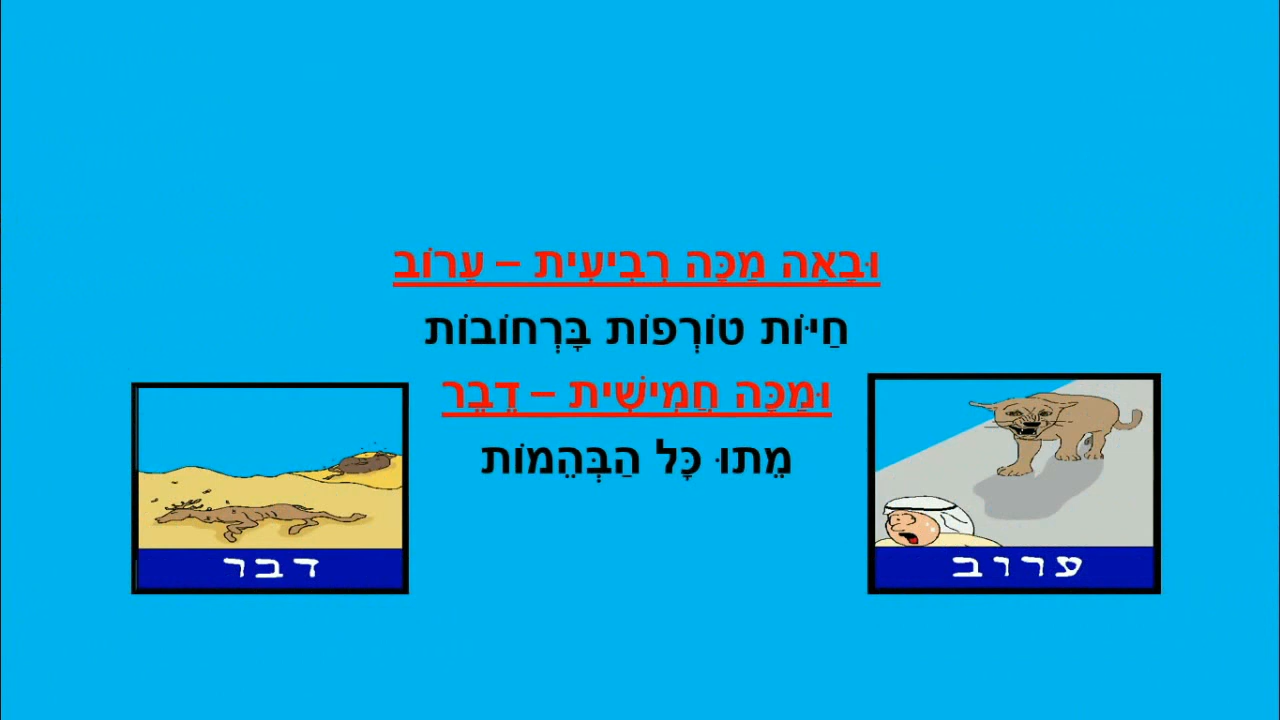 וּבָאָה מַכָּה רְבִיעִית – עָרוֹב
חַיּוֹת טוֹרְפוֹת בָּרְחוֹבוֹת
וּמַכָּה חֲמִישִׁית – דֶבֶר
מֵתוּ כָּל הַבְּהֵמוֹת
ערוב
דבר